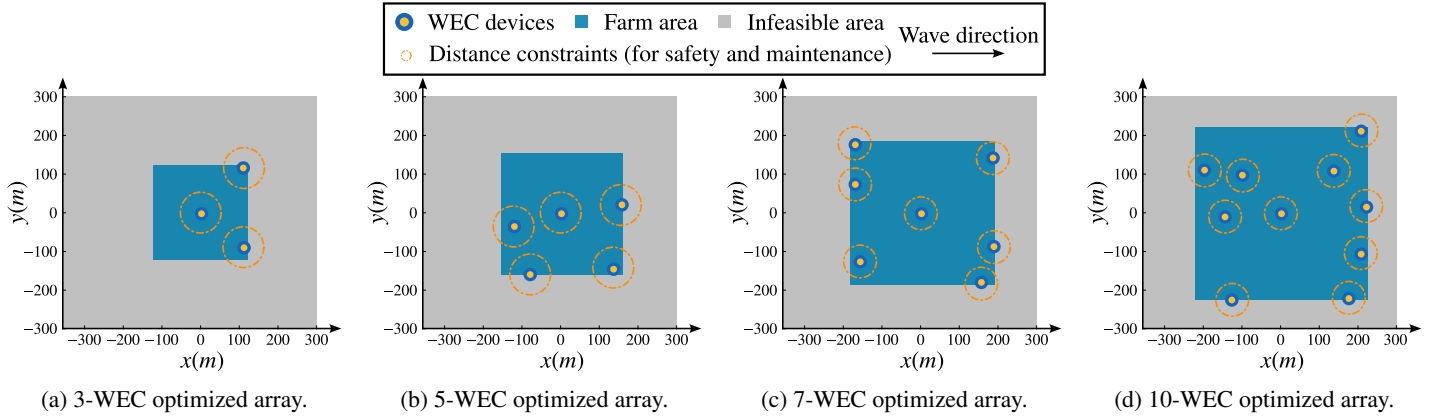 WEC devices Farm area Infeasible area Wave direction
Distance constraints (for safety and maintenance)
300
200
100
0
−100
−200
−300
y(m)
−300 −200 −100 0 100 200 300
x(m)
(a) 3-WEC optimized array.
300
200
100
0
−100
−200
−300
y(m)
−300 −200 −100 0 100 200 300
x(m)
(b) 5-WEC optimized array.
300
200
100
0
−100
−200
−300
y(m)
−300 −200 −100 0 100 200 300
x(m)
(c) 7-WEC optimized array.
300
200
100
0
−100
−200
−300
y(m)
−300 −200 −100 0 100 200 300
x(m)
(d) 10-WEC optimized array.